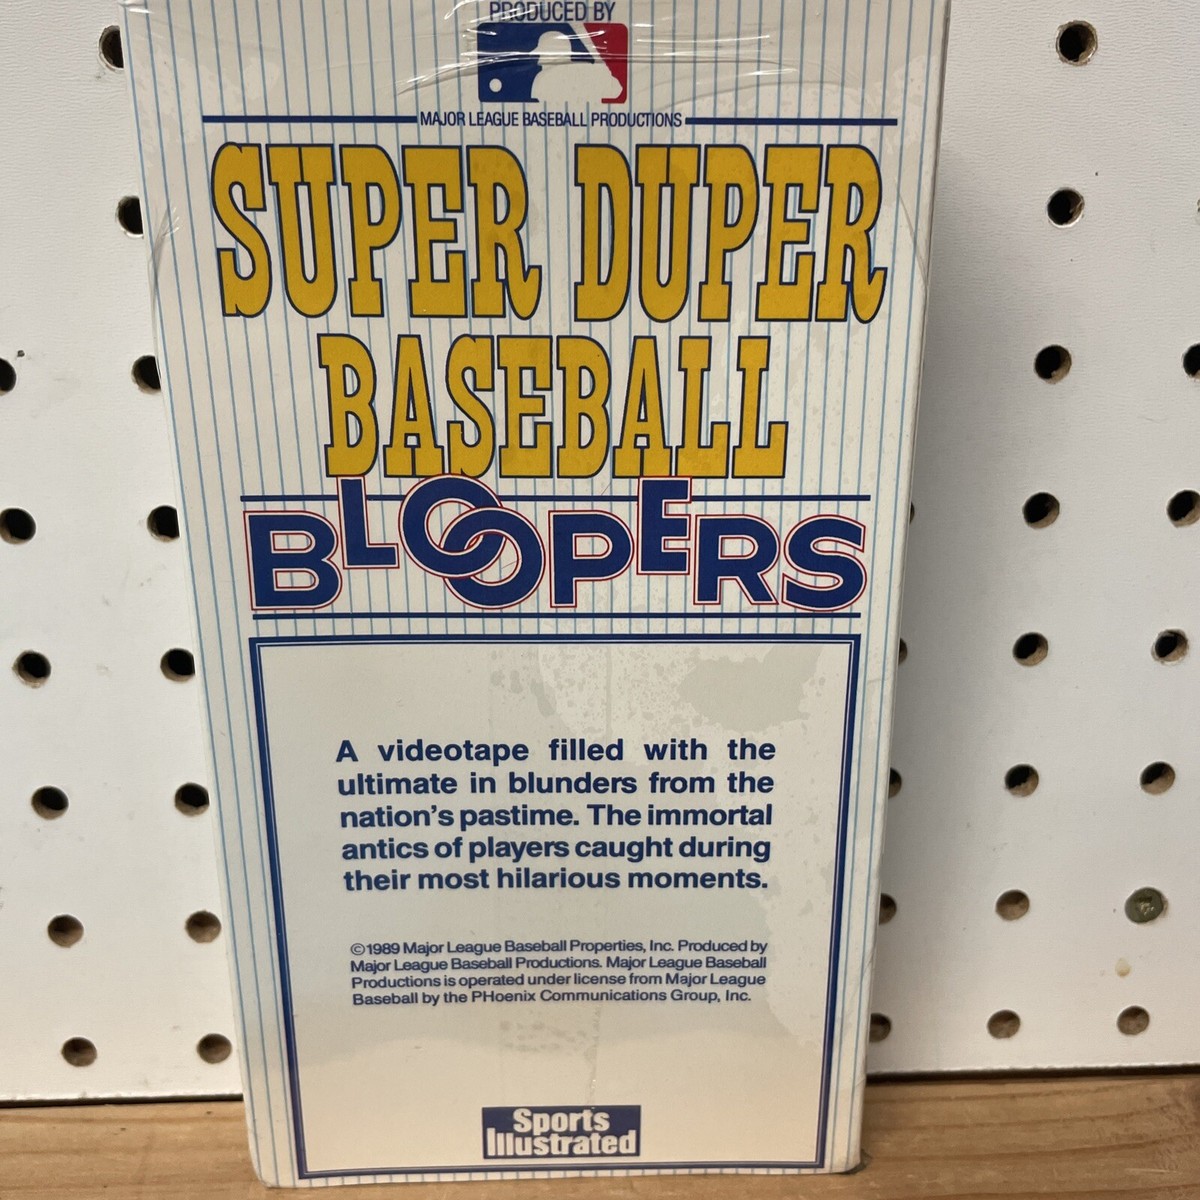 PRODUCED BY
MAJOR LEAGUE BASEBALL PRODUCTIONS
SUPER DUPER
BASEBALL
BLOOPERS
A videotape filled with the
ultimate in blunders from the
nation's pastime. The immortal
antics of players caught during
their most hilarious moments.
©1989 Major League Baseball Properties, Inc. Produced by
Major League Baseball Productions. Major League Baseball
Productions is operated under license from Major League
Baseball by the PHoenix Communications Group, Inc.
Sports
Illustrated